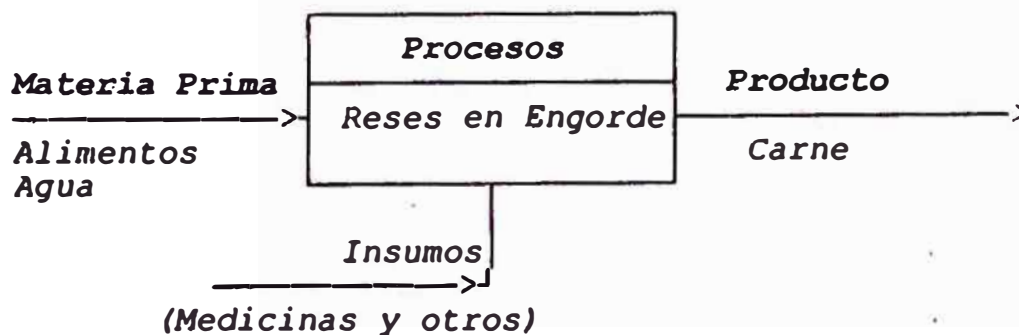 Procesos
Materia Prima
Producto
Reses en Engorde
Alimentos
Agua
Carne
Insumos
(Medicinas y otros)